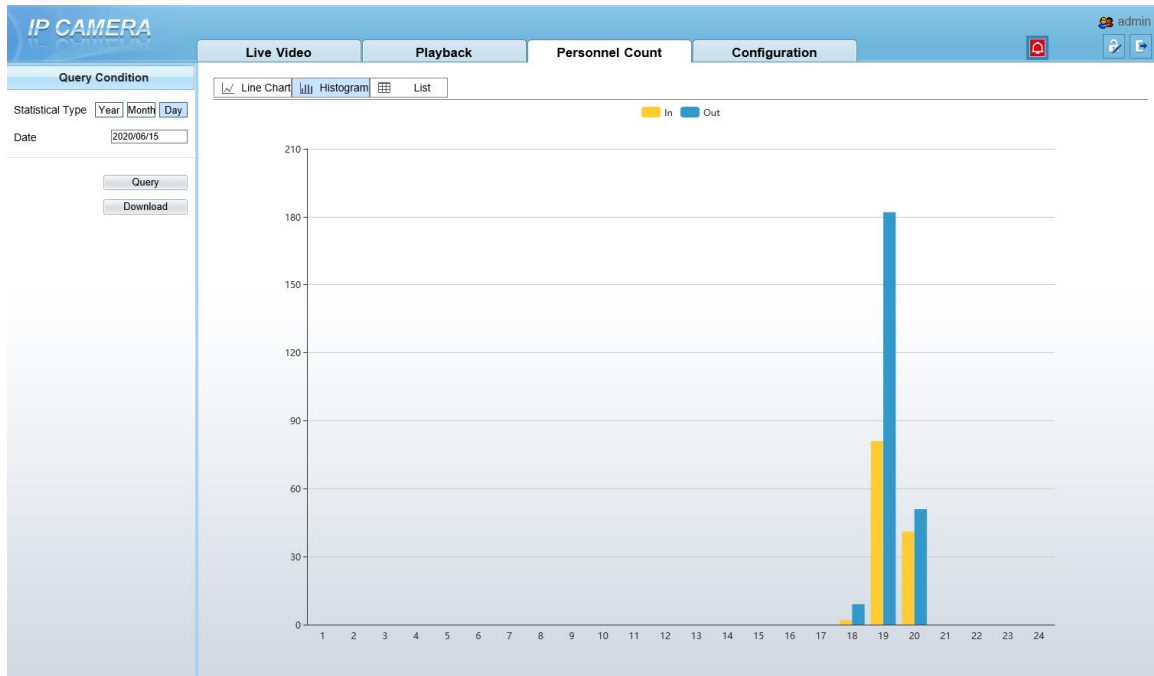 IP CAMERA
admin
Live Video Playback Personnel Count Configuration
Query Condition
Statistical Type Year Month Day
Date 2020/06/15
Query
Download
Line Chart Histogram List
In Out
210
180
150
120
90
60
30
0
1 2 3 4 5 6 7 8 9 10 11 12 13 14 15 16 17 18 19 20 21 22 23 24